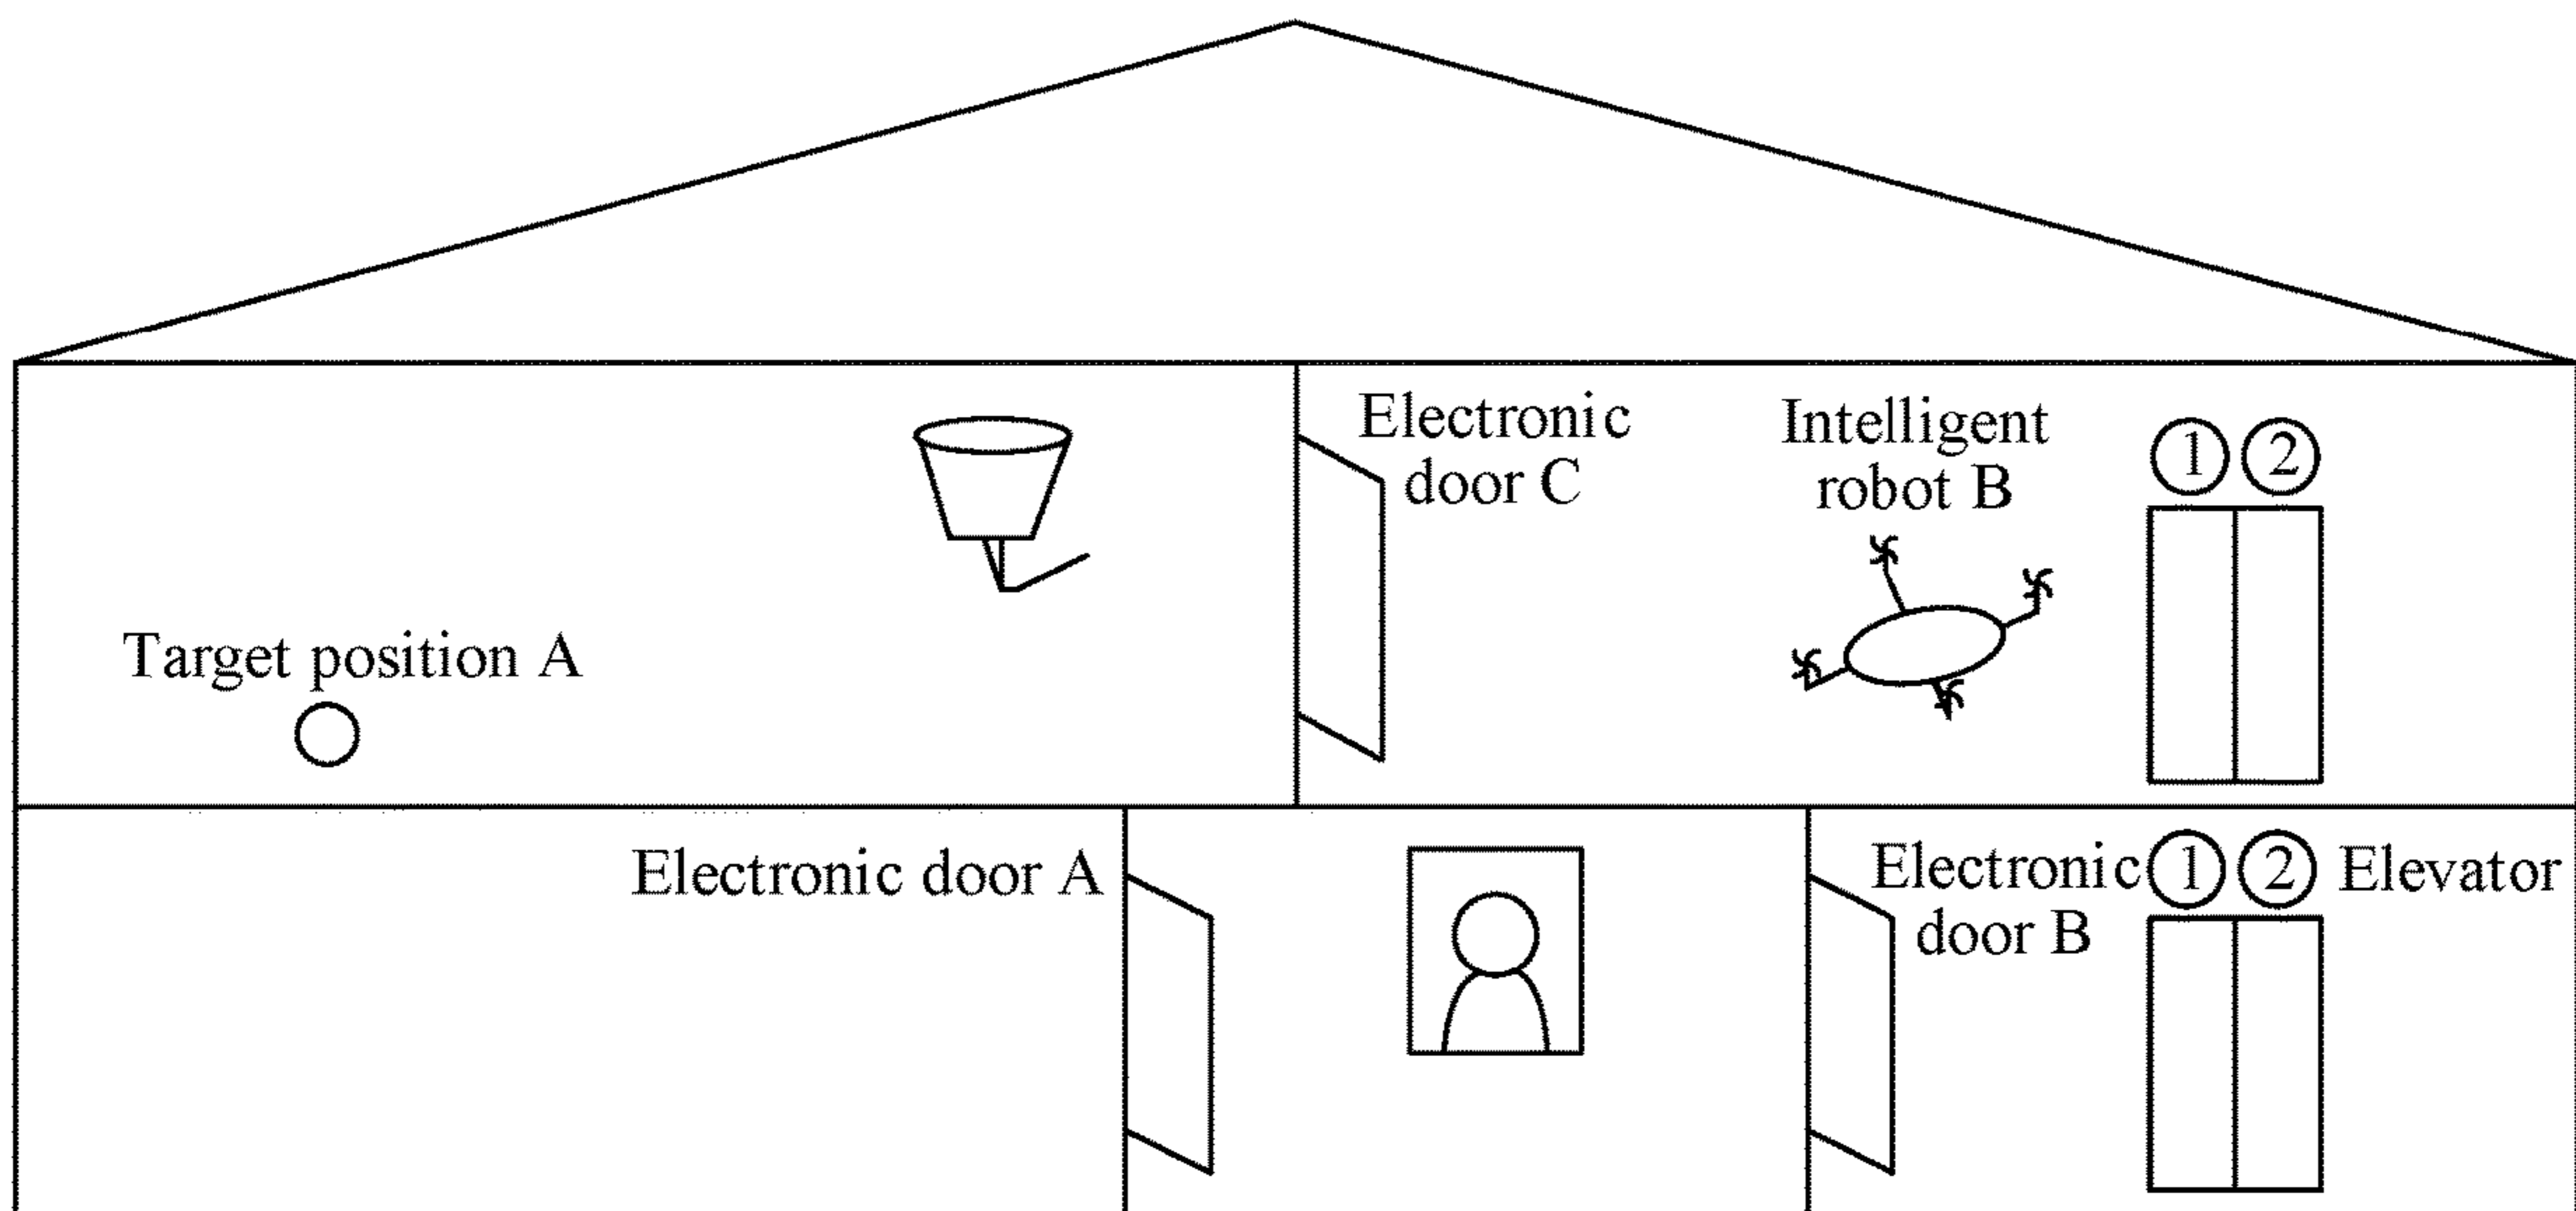 Electronic
door C
Intelligent
robot B
1 2
Target position A
Electronic door A
Electronic
door B
1 2
Elevator